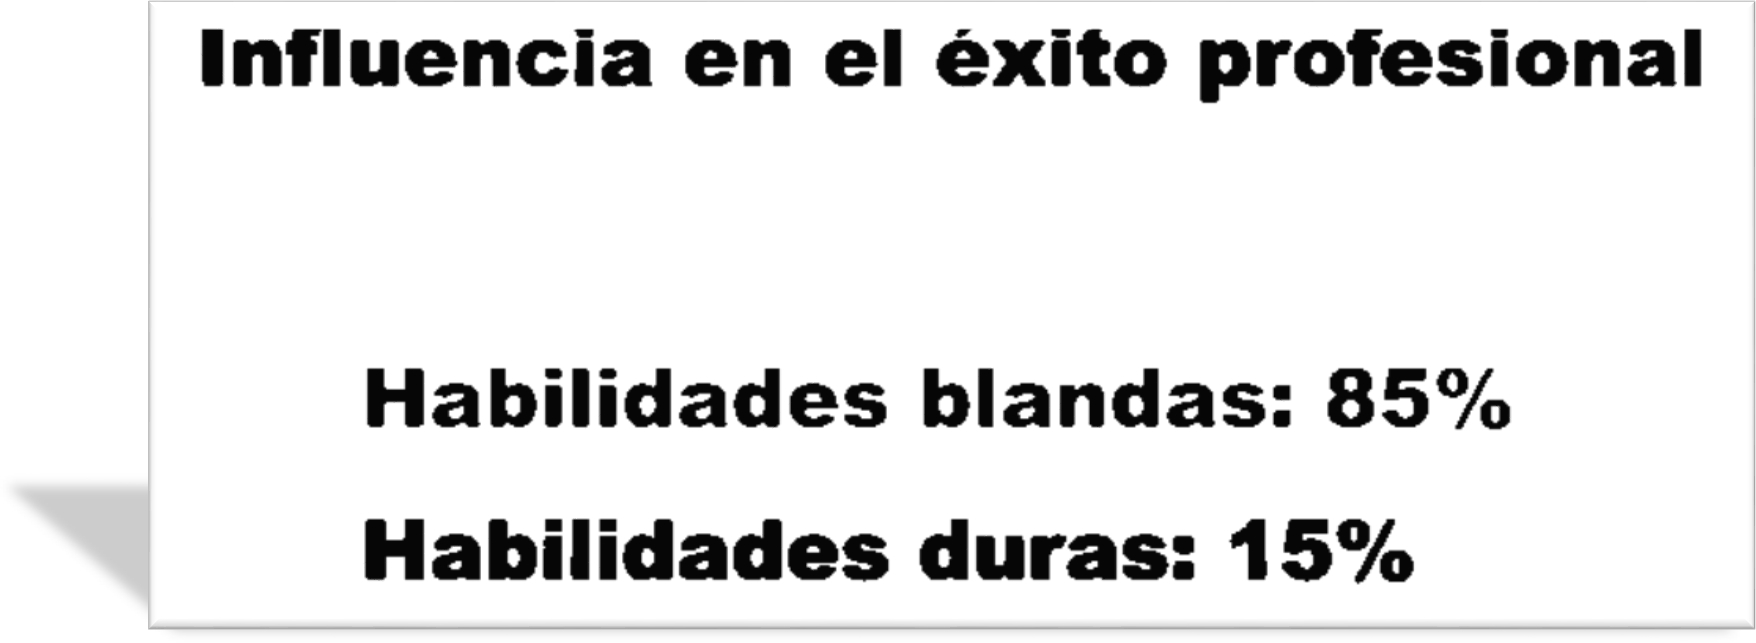 Influencia en el éxito profesional
Habilidades blandas: 85%
Habilidades duras: 15%